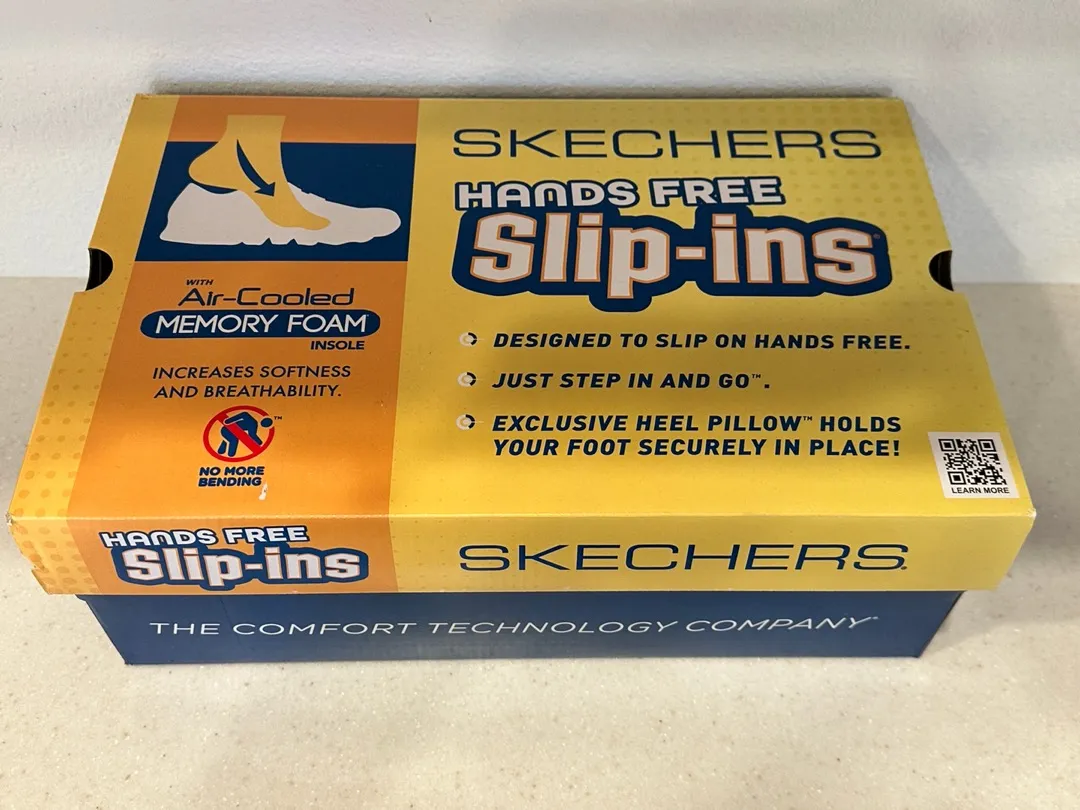 SKECHERS
HANDS FREE
Slip-ins®
WITH
Air-Cooled
MEMORY FOAM
INSOLE
INCREASES SOFTNESS
AND BREATHABILITY.
™
NO MORE
BENDING
DESIGNED TO SLIP ON HANDS FREE.
JUST STEP IN AND GO™.
EXCLUSIVE HEEL PILLOW™ HOLDS
YOUR FOOT SECURELY IN PLACE!
LEARN MORE
HANDS FREE
Slip-ins
SKECHERS.
THE COMFORT TECHNOLOGY COMPANY